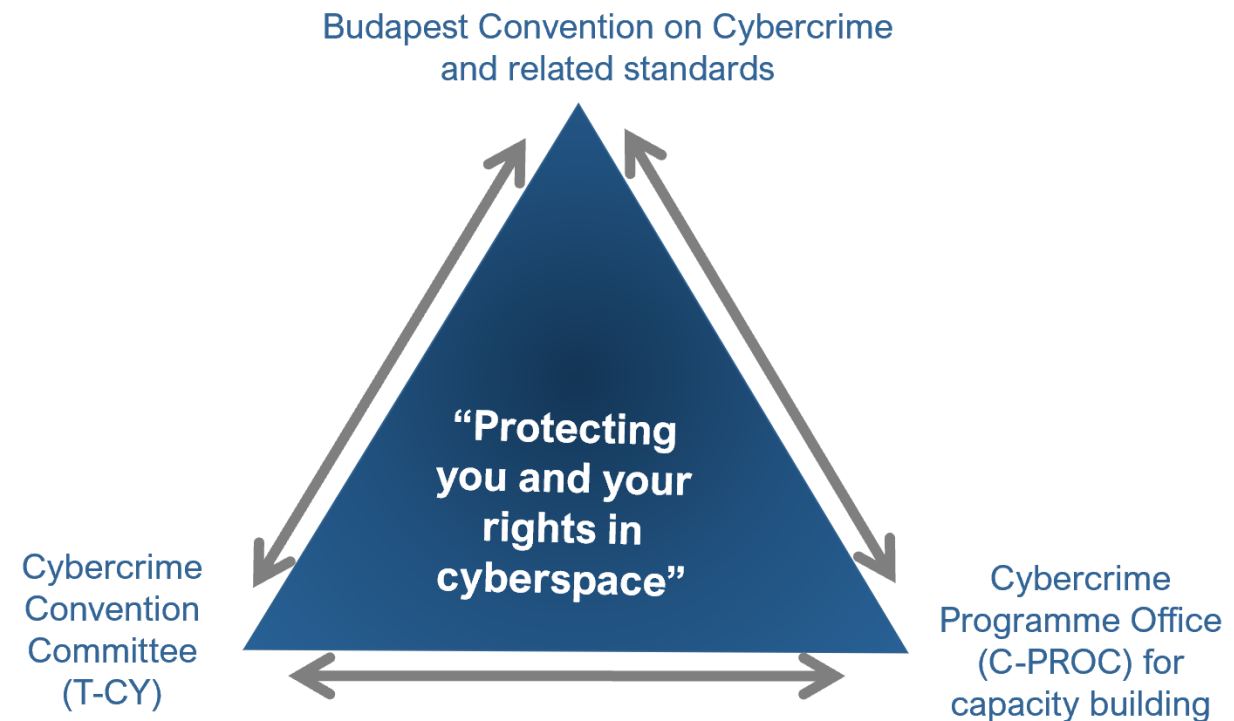 Budapest Convention on Cybercrime
and related standards
“Protecting
you and your
rights in
cyberspace”
Cybercrime
Convention
Committee
(T-CY)
Cybercrime
Programme Office
(C-PROC) for
capacity building